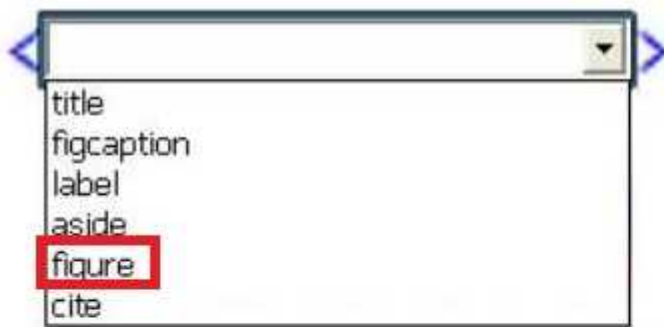 < >
title
figcaption
label
aside
figure
cite